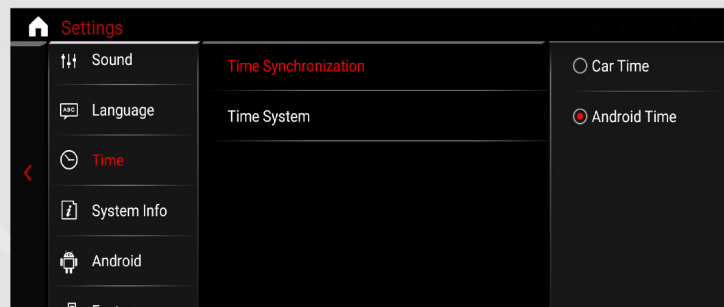 Settings
Sound
Language
Time
System Info
Android
Time Synchronization
Time System
Car Time
Android Time